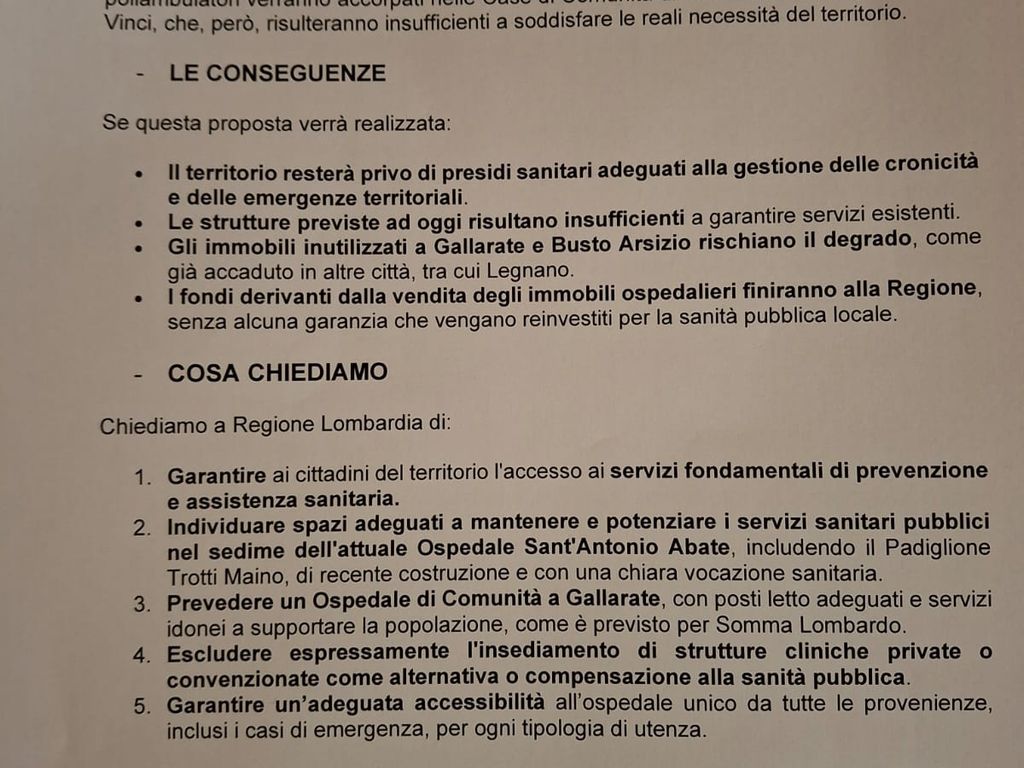 poliambulatori verranno accorpati nelle Case di Comunità
Vinci, che, però, risulteranno insufficienti a soddisfare le reali necessità del territorio.
- LE CONSEGUENZE
Se questa proposta verrà realizzata:
• Il territorio resterà privo di presidi sanitari adeguati alla gestione delle cronicità
e delle emergenze territoriali.
• Le strutture previste ad oggi risultano insufficienti a garantire servizi esistenti.
• Gli immobili inutilizzati a Gallarate e Busto Arsizio rischiano il degrado, come
già accaduto in altre città, tra cui Legnano.
• I fondi derivanti dalla vendita degli immobili ospedalieri finiranno alla Regione,
senza alcuna garanzia che vengano reinvestiti per la sanità pubblica locale.
- COSA CHIEDIAMO
Chiediamo a Regione Lombardia di:
1. Garantire ai cittadini del territorio l'accesso ai servizi fondamentali di prevenzione
e assistenza sanitaria.
2. Individuare spazi adeguati a mantenere e potenziare i servizi sanitari pubblici
nel sedime dell'attuale Ospedale Sant'Antonio Abate, includendo il Padiglione
Trotti Maino, di recente costruzione e con una chiara vocazione sanitaria.
3. Prevedere un Ospedale di Comunità a Gallarate, con posti letto adeguati e servizi
idonei a supportare la popolazione, come è previsto per Somma Lombardo.
4. Escludere espressamente l'insediamento di strutture cliniche private o
convenzionate come alternativa o compensazione alla sanità pubblica.
5. Garantire un'adeguata accessibilità all'ospedale unico da tutte le provenienze,
inclusi i casi di emergenza, per ogni tipologia di utenza.